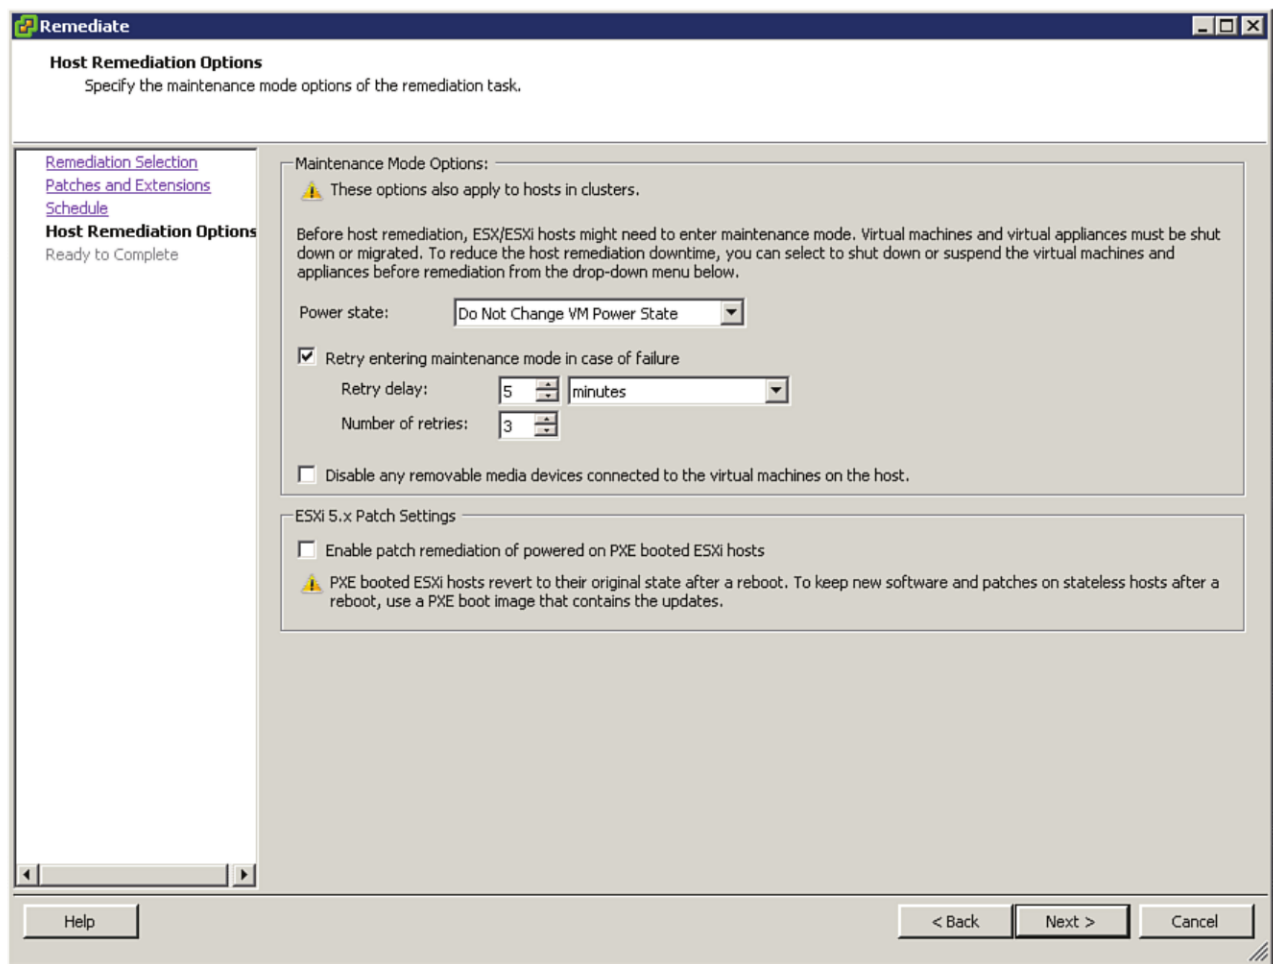 Remediate
Host Remediation Options
Specify the maintenance mode options of the remediation task.
Remediation Selection
Patches and Extensions
Schedule
Host Remediation Options
Ready to Complete
Maintenance Mode Options:
These options also apply to hosts in clusters.
Before host remediation, ESX/ESXi hosts might need to enter maintenance mode. Virtual machines and virtual appliances must be shut
down or migrated. To reduce the host remediation downtime, you can select to shut down or suspend the virtual machines and
appliances before remediation from the drop-down menu below.
Power state: Do Not Change VM Power State
Retry entering maintenance mode in case of failure
Retry delay: 5 minutes
Number of retries: 3
Disable any removable media devices connected to the virtual machines on the host.
ESXi 5.x Patch Settings
Enable patch remediation of powered on PXE booted ESXi hosts
PXE booted ESXi hosts revert to their original state after a reboot. To keep new software and patches on stateless hosts after a
reboot, use a PXE boot image that contains the updates.
Help < Back Next > Cancel